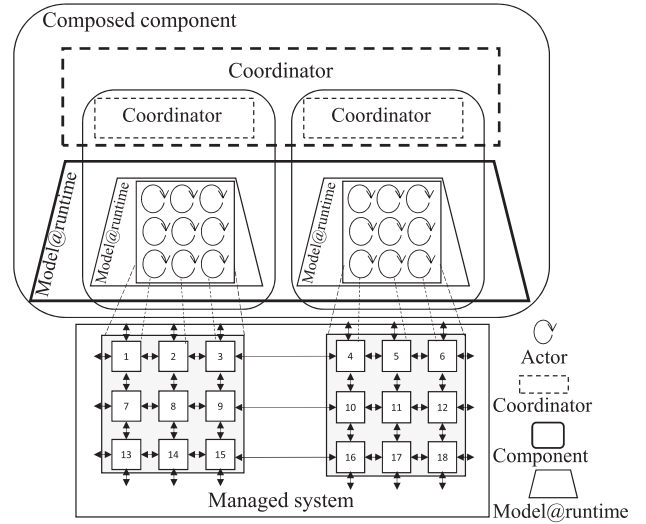 Composed component
Coordinator
Coordinator
Coordinator
Model@runtime
Model@runtime
Model@runtime
1 2 3 4 5 6
7 8 9 10 11 12
13 14 15 16 17 18
Managed system
Actor
Coordinator
Component
Model@runtime